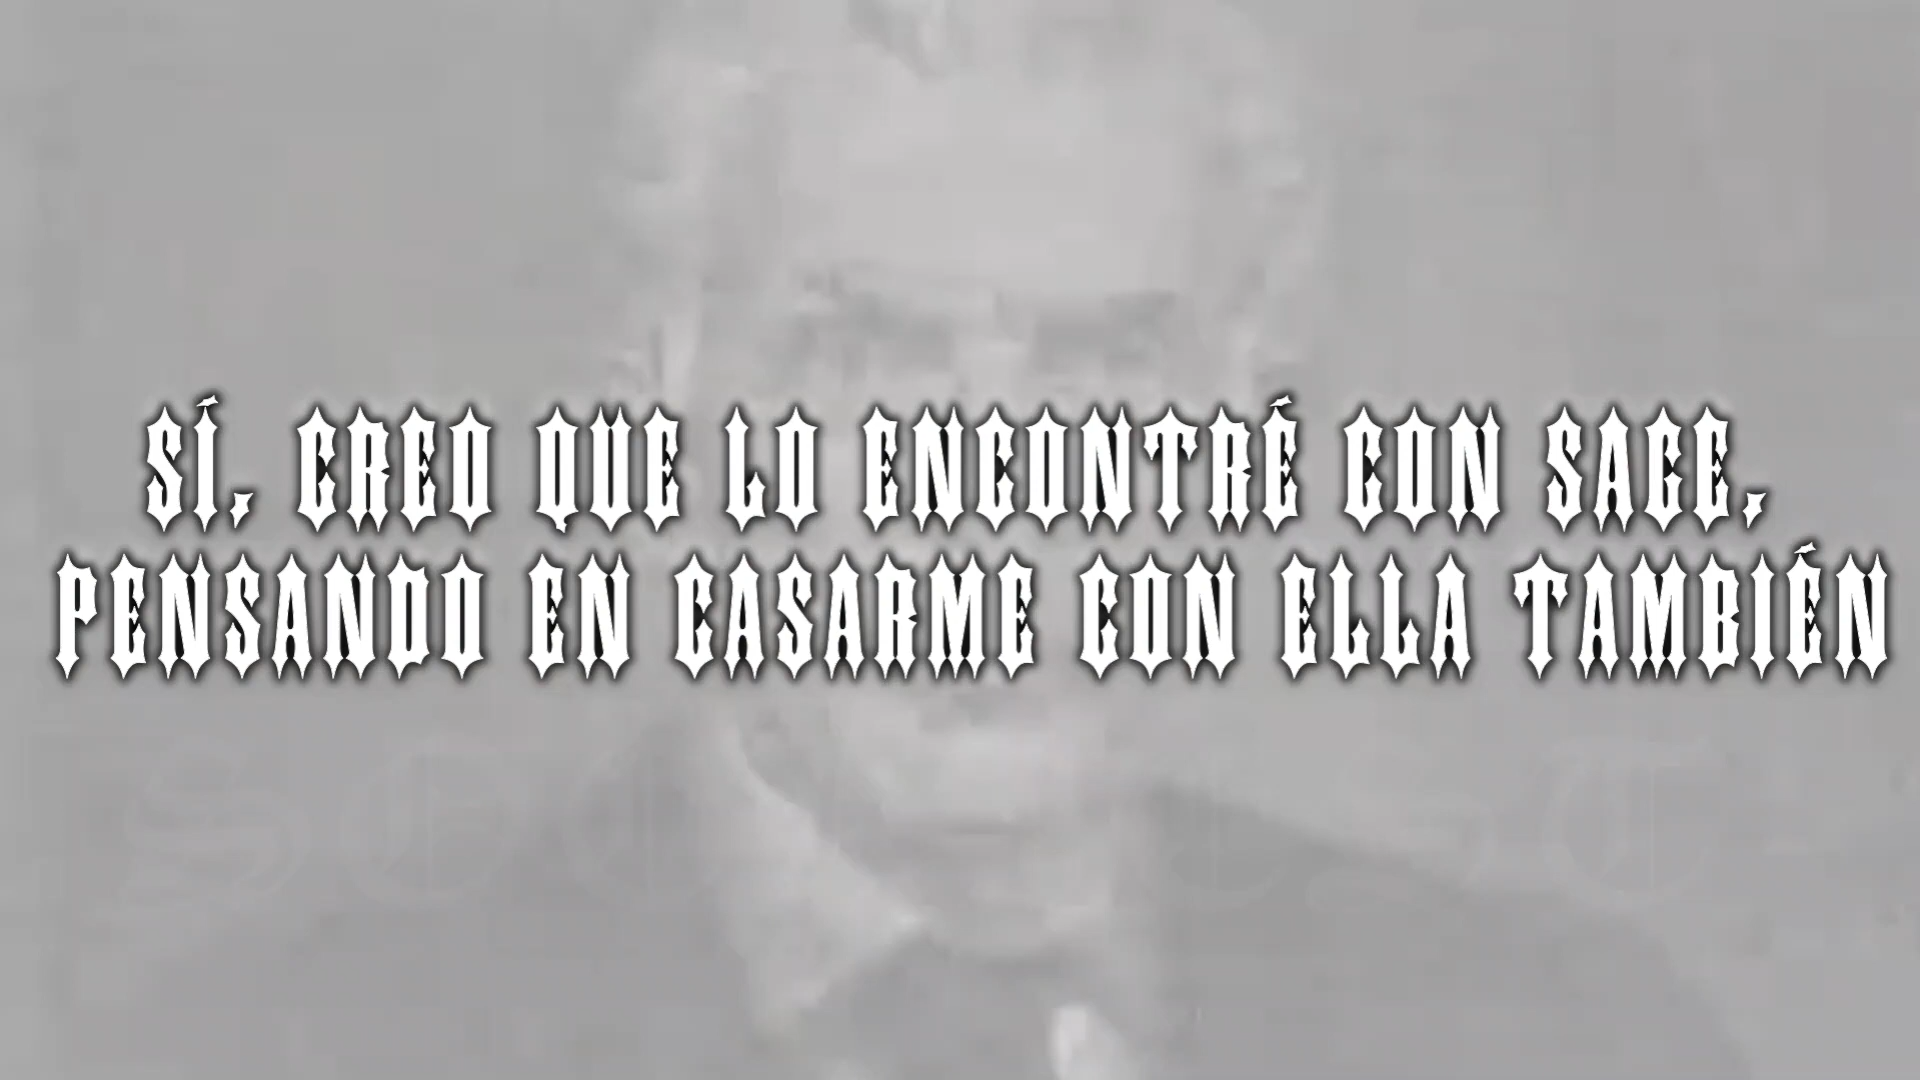 SÍ, CREO QUE LO ENCONTRÉ CON SAGE,
PENSANDO EN CASARME CON ELLA TAMBIÉN